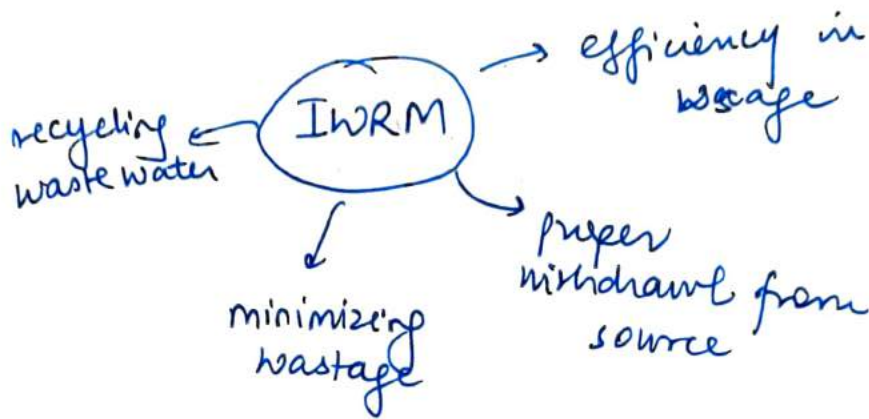 IWRM
efficiency in
usage
proper
withdrawl from
source
minimizing
wastage
recycling
waste water